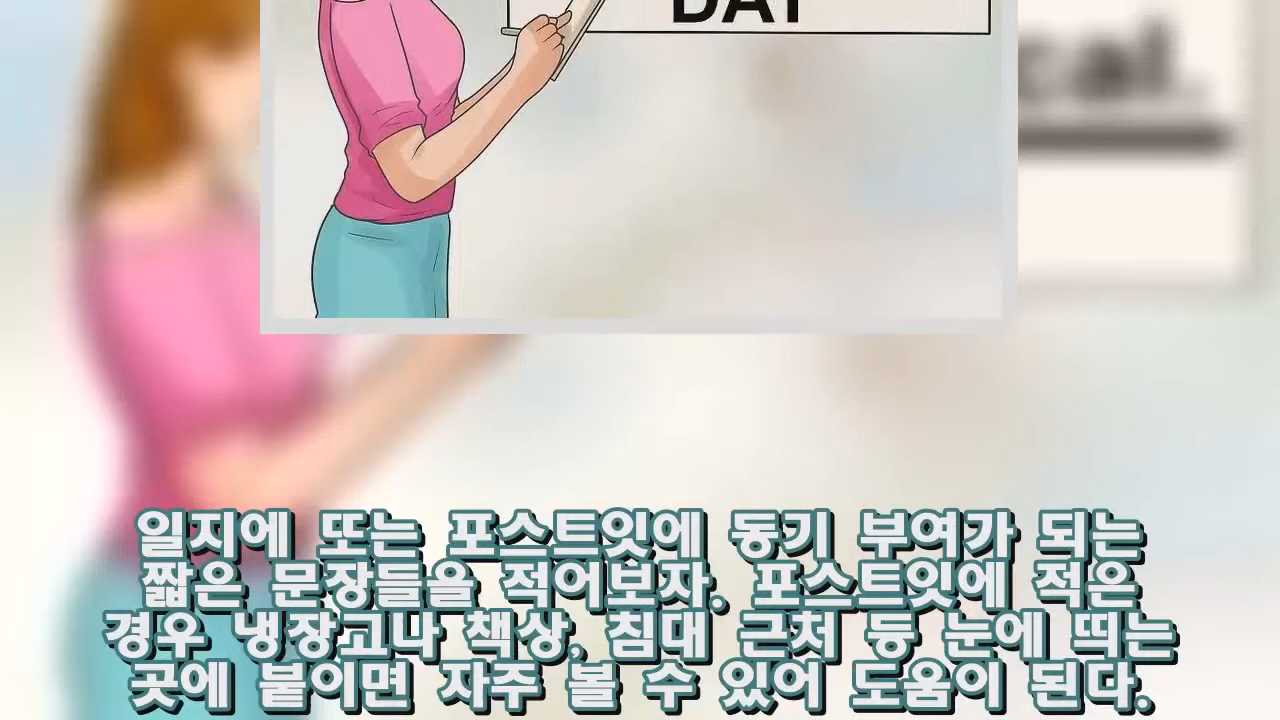 DAY
cal.
일지에 또는 포스트잇에 동기 부여가 되는
짧은 문장들을 적어보자. 포스트잇에 적은
경우 냉장고나 책상, 침대 근처 등 눈에 띄는
곳에 붙이면 자주 볼 수 있어 도움이 된다.